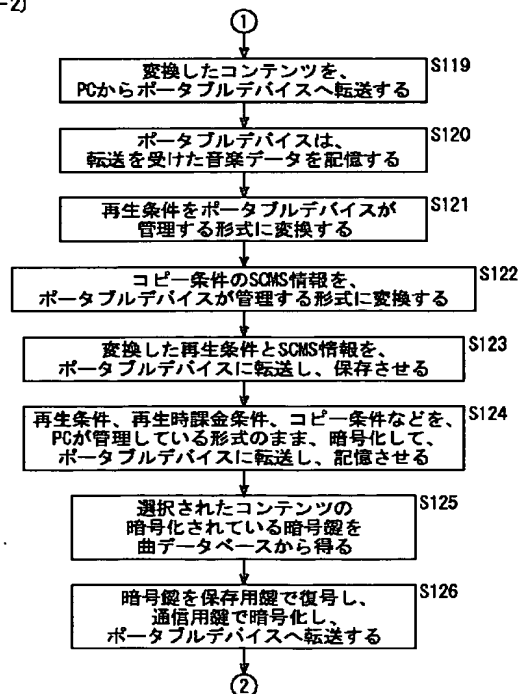 -2)
①
変換したコンテンツを、
PCからポータブルデバイスへ転送する
S119
ポータブルデバイスは、
転送を受けた音楽データを記憶する
S120
再生条件をポータブルデバイスが
管理する形式に変換する
S121
コピー条件のSCMS情報を、
ポータブルデバイスが管理する形式に変換する
S122
変換した再生条件とSCMS情報を、
ポータブルデバイスに転送し、保存させる
S123
再生条件、再生時課金条件、コピー条件などを、
PCが管理している形式のまま、暗号化して、
ポータブルデバイスに転送し、記憶させる
S124
選択されたコンテンツの
暗号化されている暗号鍵を
曲データベースから得る
S125
暗号鍵を保存用鍵で復号し、
通信用鍵で暗号化し、
ポータブルデバイスへ転送する
S126
②